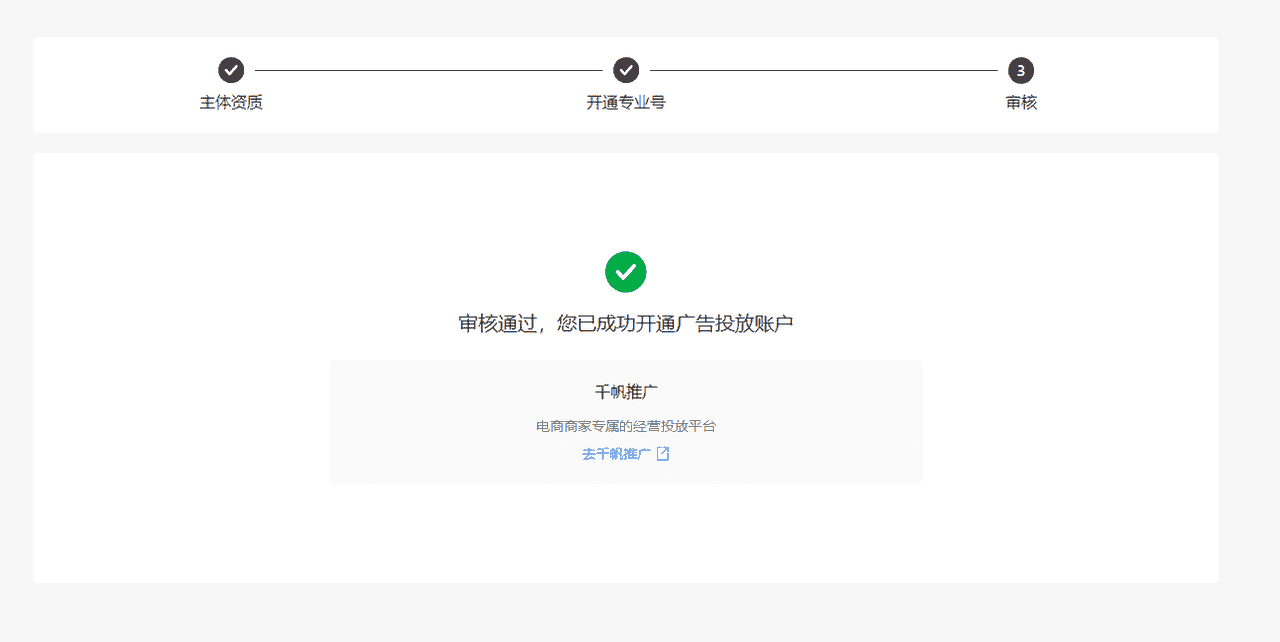 主体资质
开通专业号
3
审核
审核通过，您已成功开通广告投放账户
千帆推广
电商商家专属的经营投放平台
去千帆推广